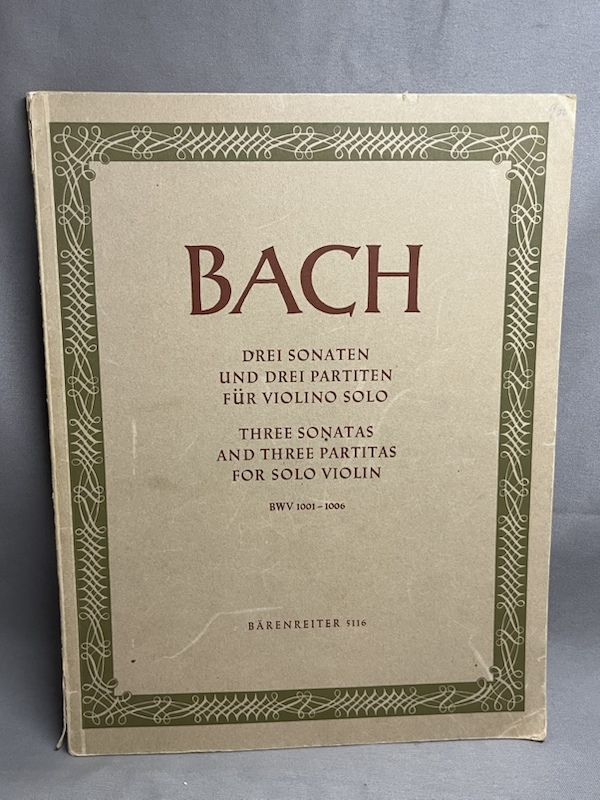 BACH
DREI SONATEN
UND DREI PARTITEN
FÜR VIOLINO SOLO
THREE SONATAS
AND THREE PARTITAS
FOR SOLO VIOLIN
BWV 1001–1006
BÄRENREITER 5116